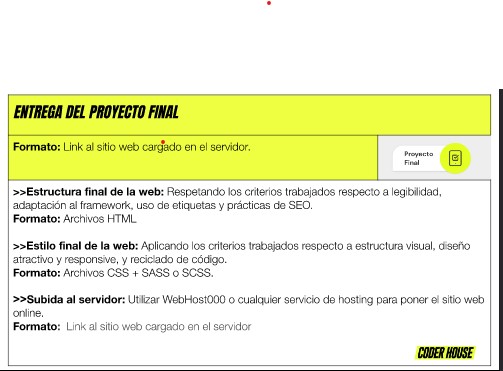 ENTREGA DEL PROYECTO FINAL
Formato: Link al sitio web cargado en el servidor.
Proyecto
Final
>>Estructura final de la web: Respetando los criterios trabajados respecto a legibilidad,
adaptación al framework, uso de etiquetas y prácticas de SEO.
Formato: Archivos HTML
>>Estilo final de la web: Aplicando los criterios trabajados respecto a estructura visual, diseño
atractivo y responsive, y reciclado de código.
Formato: Archivos CSS + SASS o SCSS.
>>Subida al servidor: Utilizar WebHost000 o cualquier servicio de hosting para poner el sitio web
online.
Formato: Link al sitio web cargado en el servidor
CODER HOUSE